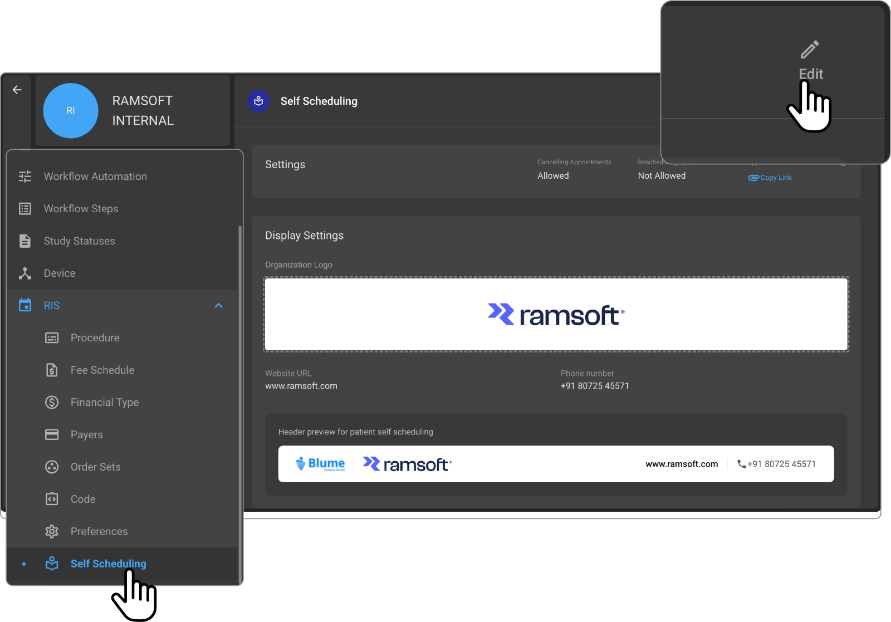 Edit
RI
RAMSOFT
INTERNAL
Self Scheduling
Workflow Automation
Workflow Steps
Study Statuses
Device
RIS
Procedure
Fee Schedule
Financial Type
Payers
Order Sets
Code
Preferences
Self Scheduling
Settings
Cancelling Appointments
Allowed
Not Allowed
Copy Link
Display Settings
Organization Logo
ramsoft
Website URL
www.ramsoft.com
Phone number
+91 80725 45571
Header preview for patient self scheduling
Blume
ramsoft
www.ramsoft.com
+91 80725 45571